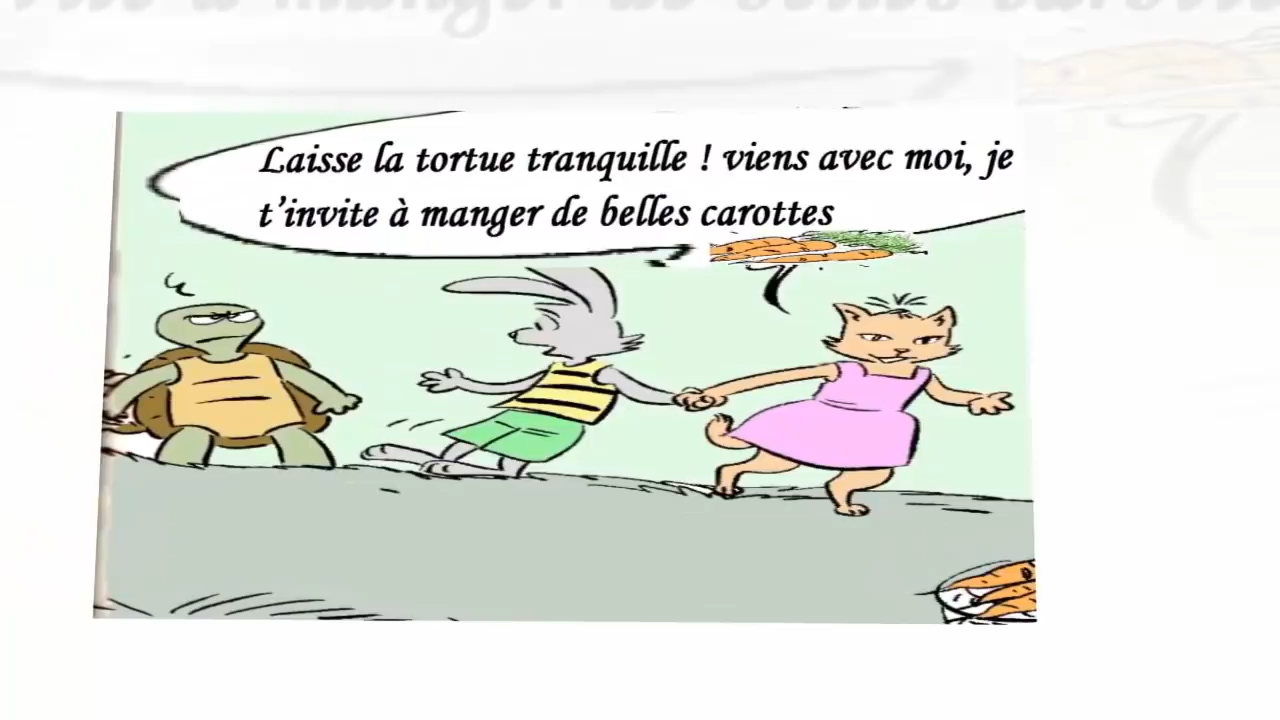 Laisse la tortue tranquille ! viens avec moi, je
t'invite à manger de belles carottes